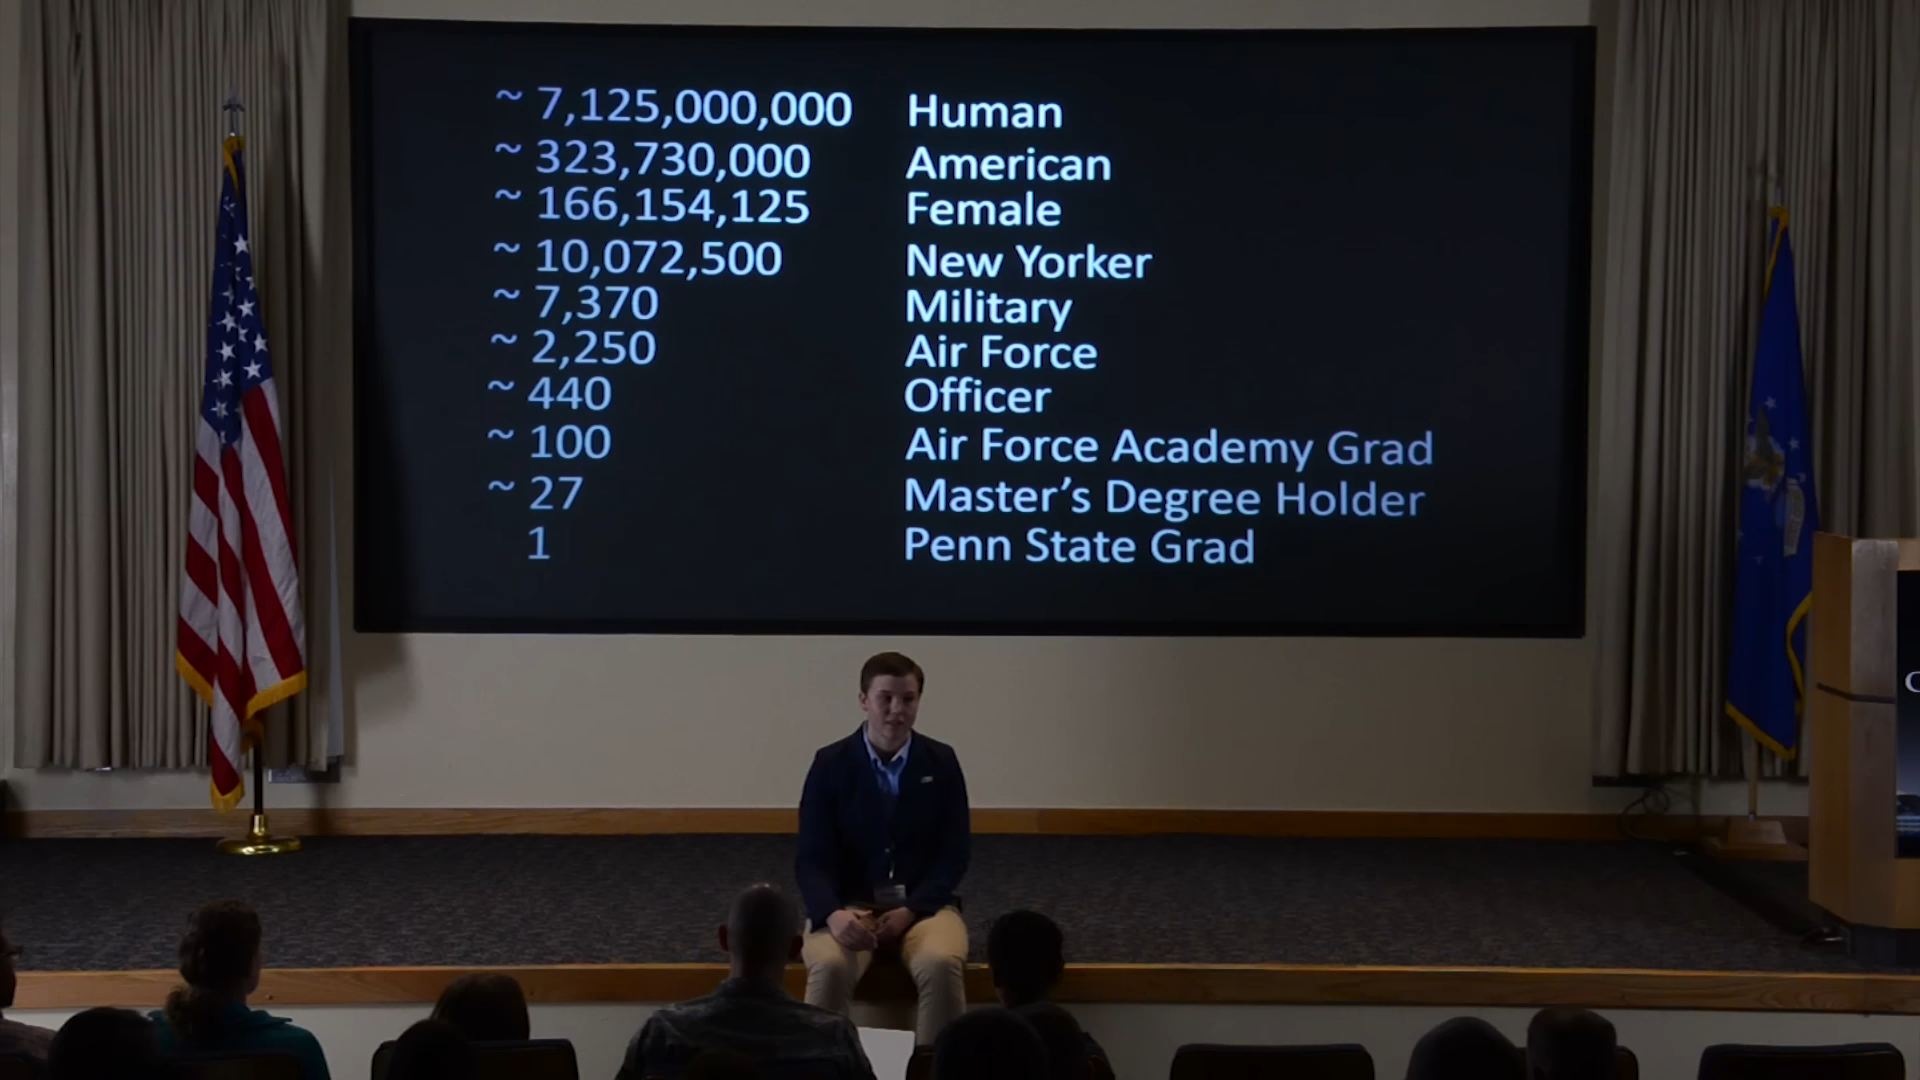 ~ 7,125,000,000 Human
~ 323,730,000 American
~ 166,154,125 Female
~ 10,072,500 New Yorker
~ 7,370 Military
~ 2,250 Air Force
~ 440 Officer
~ 100 Air Force Academy Grad
~ 27 Master’s Degree Holder
1 Penn State Grad